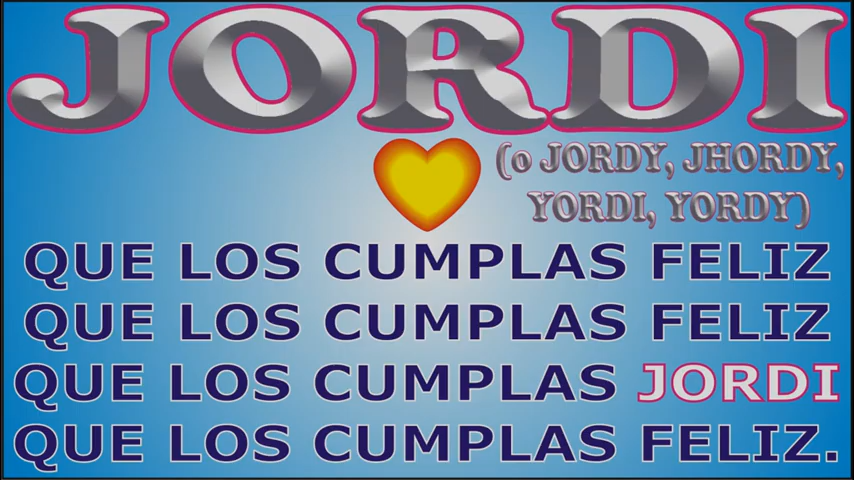 JORDI
(o JORDY, JHORDY,
YORDI, YORDY)
QUE LOS CUMPLAS FELIZ
QUE LOS CUMPLAS FELIZ
QUE LOS CUMPLAS JORDI
QUE LOS CUMPLAS FELIZ.